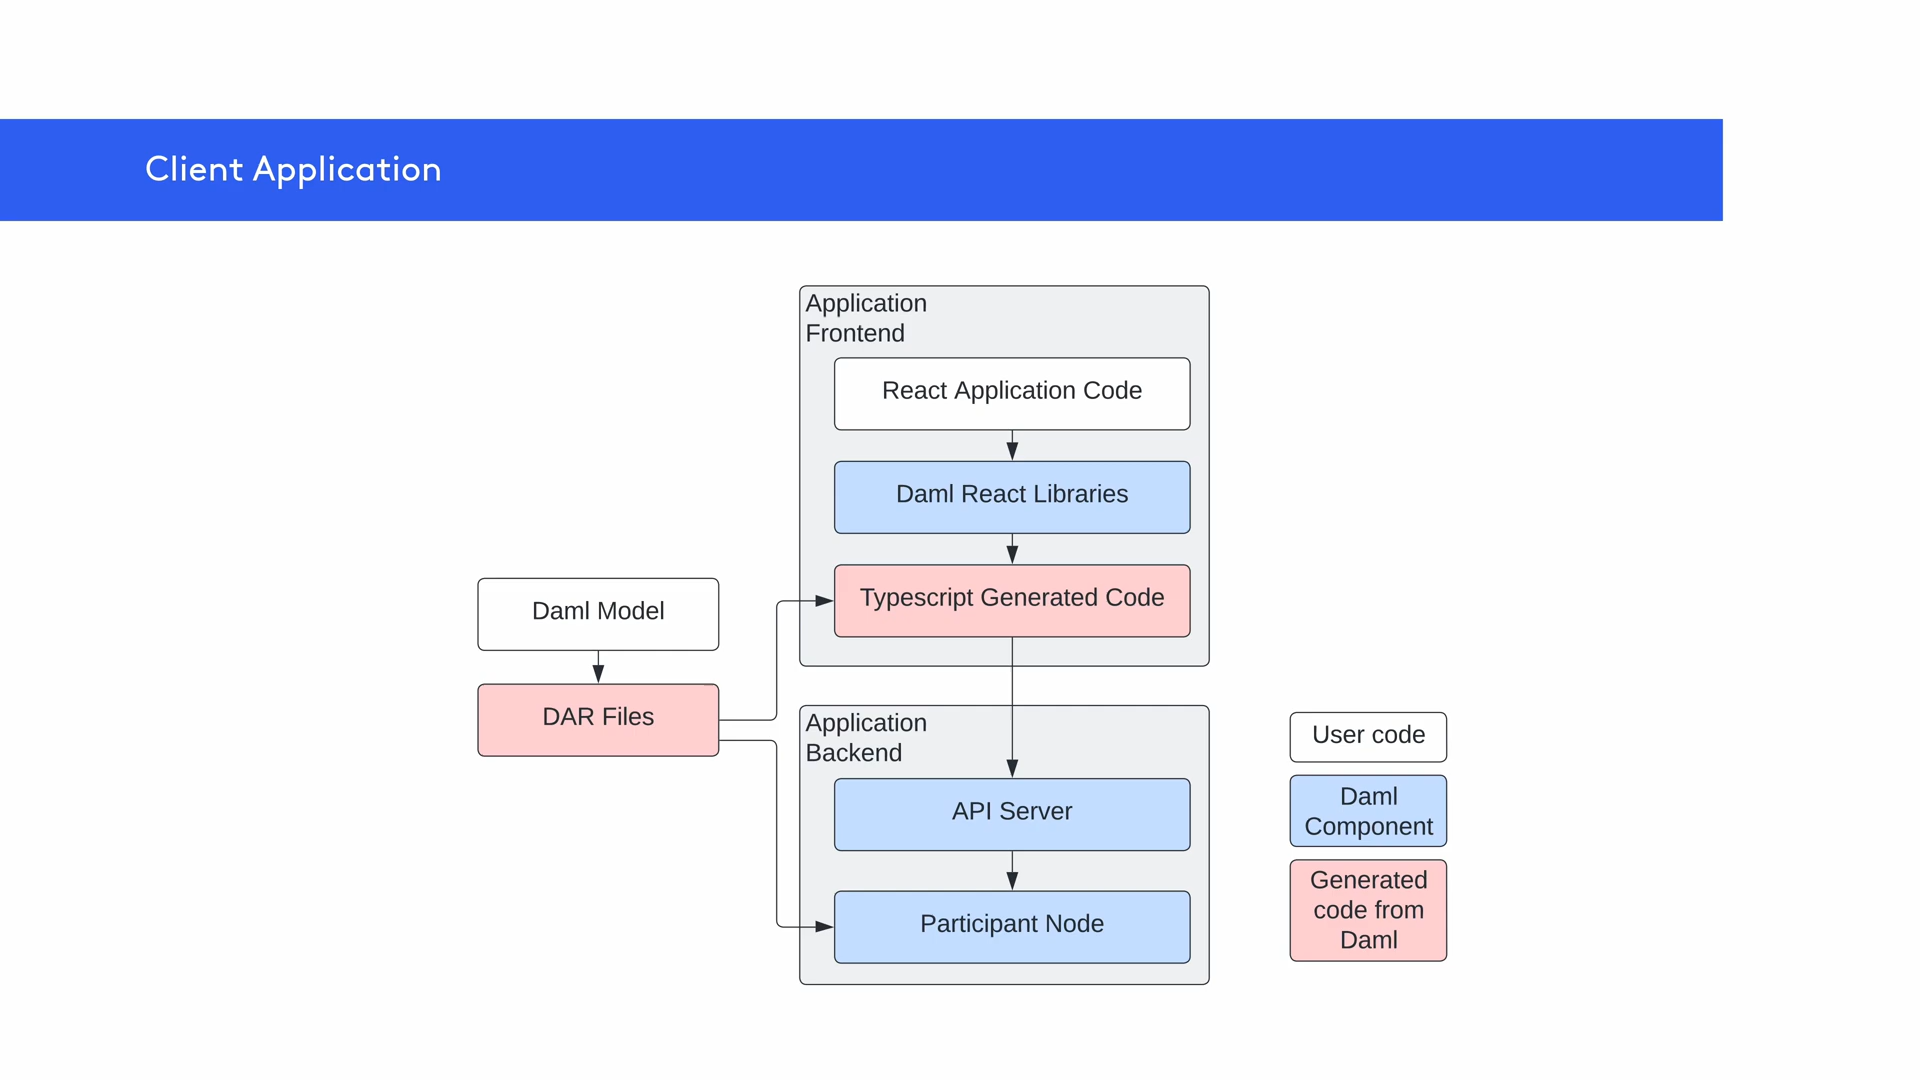 Client Application
Application
Frontend
React Application Code
Daml React Libraries
Typescript Generated Code
Daml Model
DAR Files
Application
Backend
API Server
Participant Node
User code
Daml
Component
Generated
code from
Daml